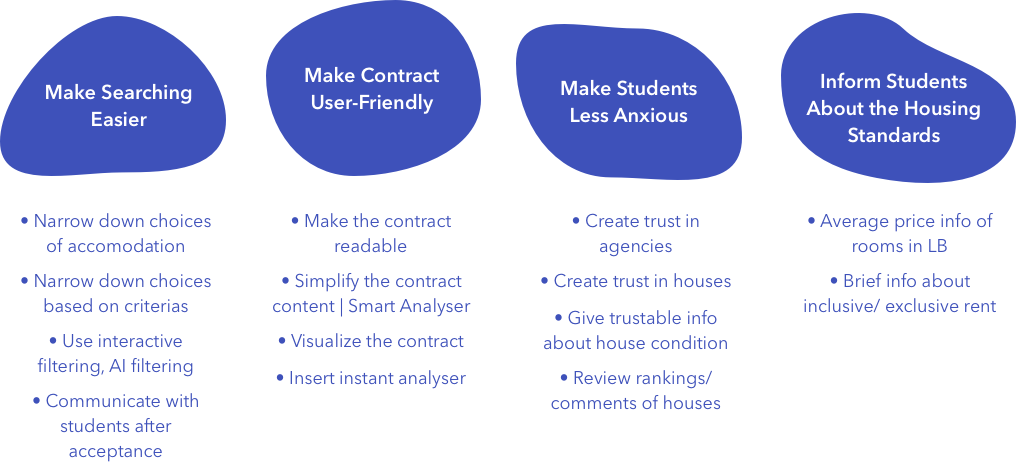 Make Searching
Easier
• Narrow down choices
of accomodation
• Narrow down choices
based on criterias
• Use interactive
filtering, AI filtering
• Communicate with
students after
acceptance
Make Contract
User-Friendly
• Make the contract
readable
• Simplify the contract
content | Smart Analyser
• Visualize the contract
• Insert instant analyser
Make Students
Less Anxious
• Create trust in
agencies
• Create trust in houses
• Give trustable info
about house condition
• Review rankings/
comments of houses
Inform Students
About the Housing
Standards
• Average price info of
rooms in LB
• Brief info about
inclusive/ exclusive rent